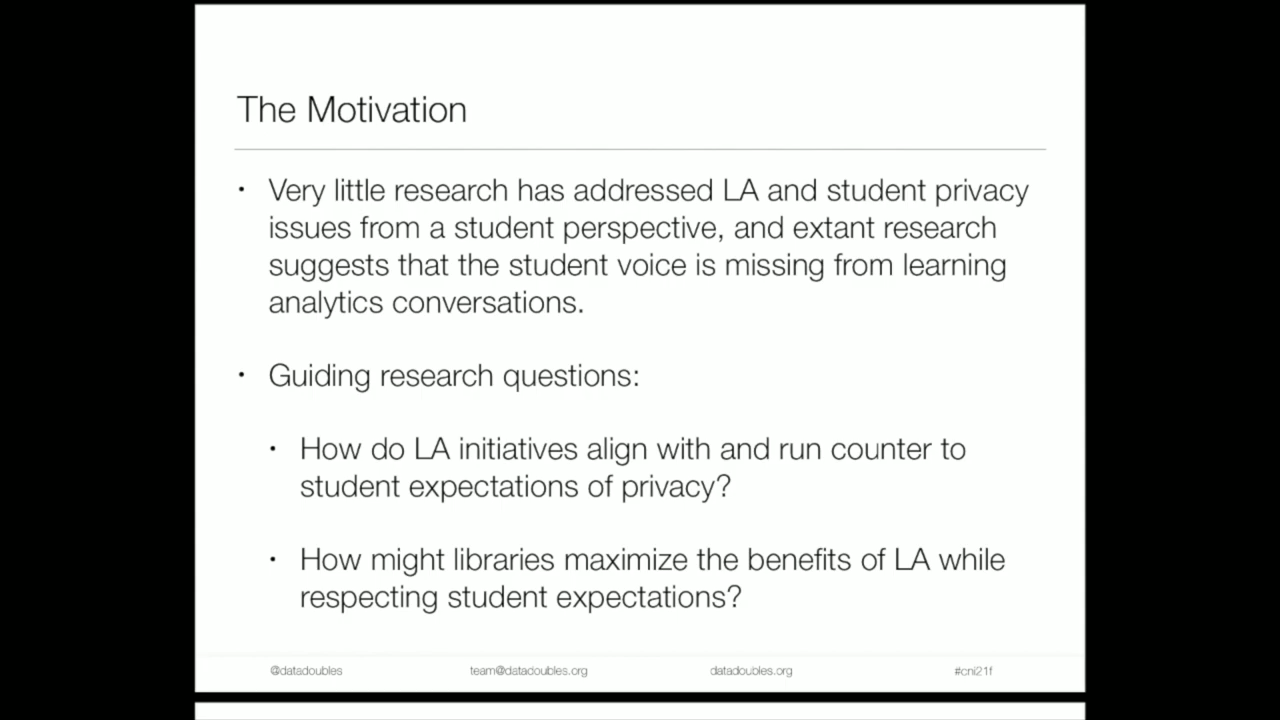 The Motivation
• Very little research has addressed LA and student privacy
issues from a student perspective, and extant research
suggests that the student voice is missing from learning
analytics conversations.
• Guiding research questions:
• How do LA initiatives align with and run counter to
student expectations of privacy?
• How might libraries maximize the benefits of LA while
respecting student expectations?
@datadoubles team@datadoubles.org datadoubles.org #cni21f